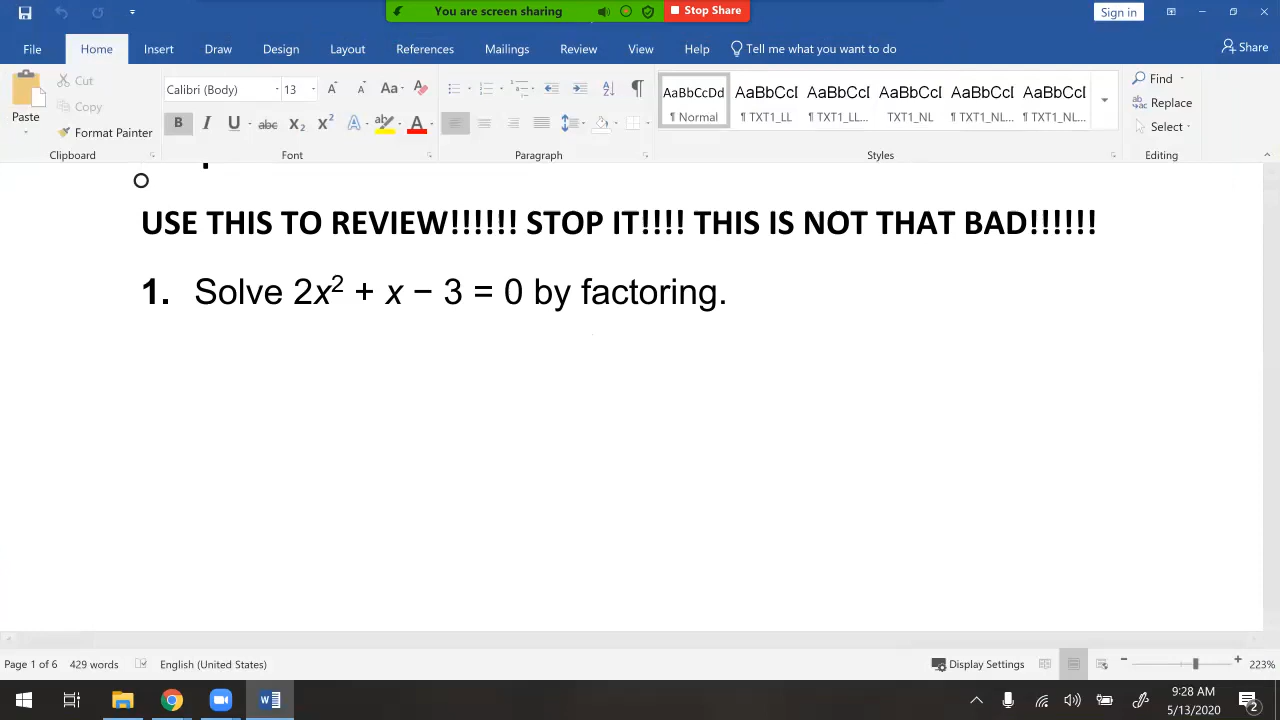 You are screen sharing Stop Share
Sign in
File Home Insert Draw Design Layout References Mailings Review View Help Tell me what you want to do Share
Paste
Cut
Copy
Format Painter
Clipboard
Calibri (Body) 13
Font
Paragraph
AaBbCcDd AaBbCcI AaBbCcI AaBbCcI AaBbCcI AaBbCcI
¶ Normal ¶ TXT1_LL ¶ TXT1_LL... TXT1_NL ¶ TXT1_NL... ¶ TXT1_NL...
Styles
Find
Replace
Select
Editing
USE THIS TO REVIEW!!!!!! STOP IT!!!! THIS IS NOT THAT BAD!!!!!!
1. Solve 2x² + x − 3 = 0 by factoring.
Page 1 of 6 429 words English (United States) Display Settings 223%
9:28 AM
5/13/2020
2